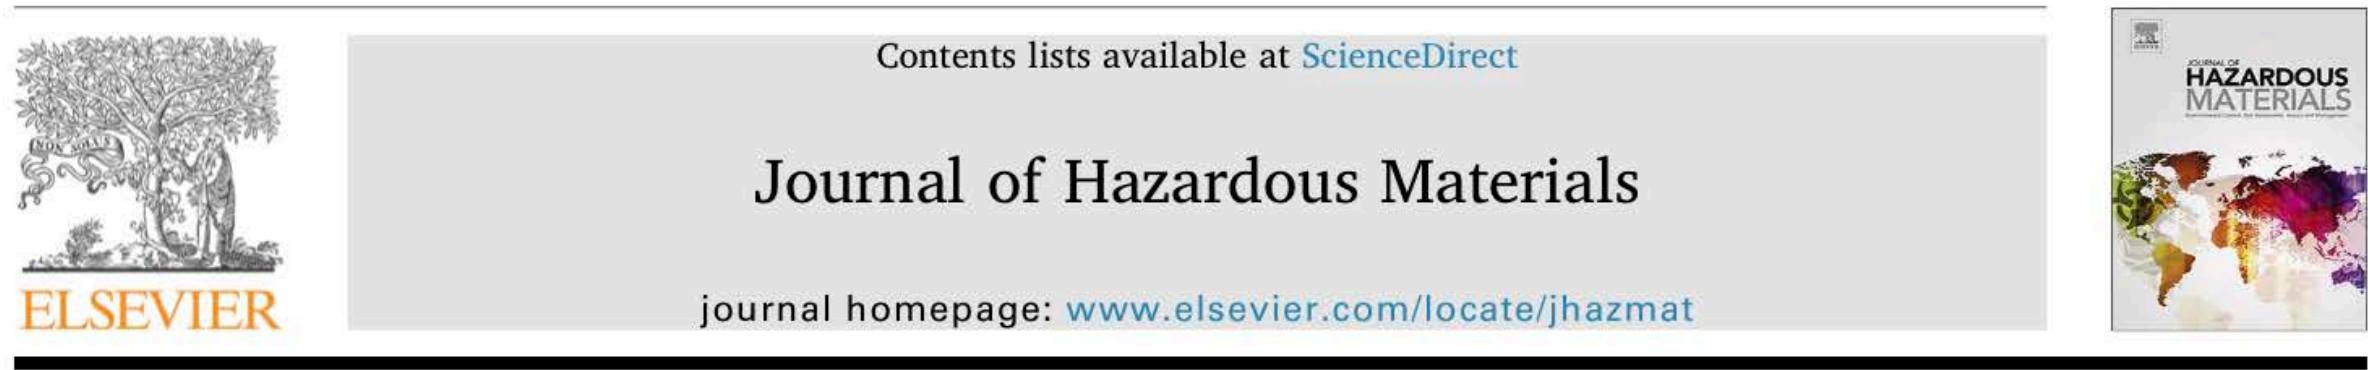 Contents lists available at ScienceDirect
Journal of Hazardous Materials
journal homepage: www.elsevier.com/locate/jhazmat
NON SOLUS
ELSEVIER
JOURNAL OF
HAZARDOUS
MATERIALS